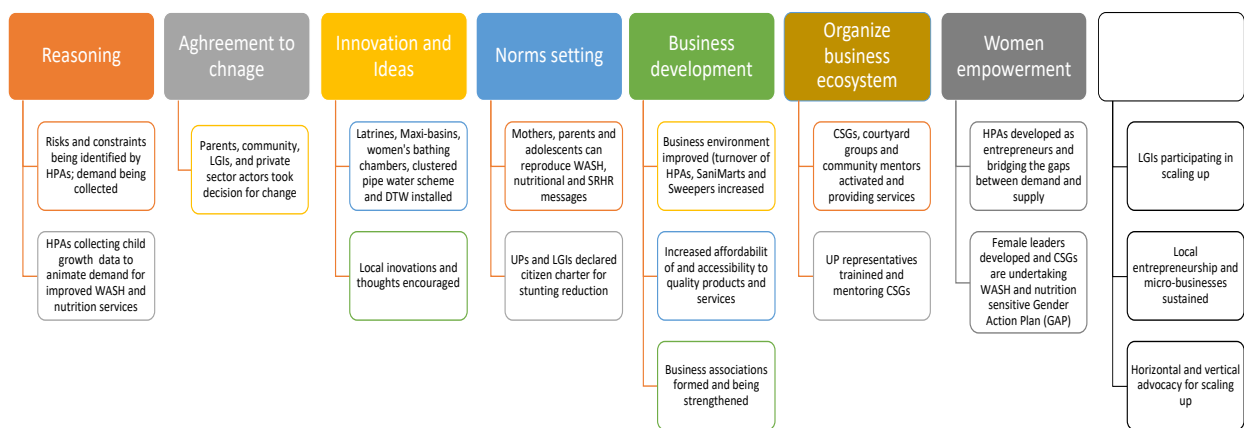 Reasoning
Risks and constraints
being identified by
HPAs; demand being
collected
HPAs collecting child
growth  data to
animate demand for
improved WASH and
nutrition services
Aghreement to
chnage
Parents, community,
LGIs, and private
sector actors took
decision for change
Innovation and
Ideas
Latrines, Maxi-basins,
women's bathing
chambers, clustered
pipe water scheme
and DTW installed
Local inovations and
thoughts encouraged
Norms setting
Mothers, parents and
adolescents can
reproduce WASH,
nutritional and SRHR
messages
UPs and LGIs declared
citizen charter for
stunting reduction
Business
development
Business environment
improved (turnover of
HPAs, SaniMarts and
Sweepers increased
Increased affordabilit
of and accessibility to
quality products and
services
Business associations
formed and being
strengthened
Organize
business
ecosystem
CSGs, courtyard
groups and
community mentors
activated and
providing services
UP representatives
trainined and
mentoring CSGs
Women
empowerment
HPAs developed as
entrepreneurs and
bridging the gaps
between demand and
supply
Female leaders
developed and CSGs
are undertaking
WASH and nutrition
sensitive Gender
Action Plan (GAP)
LGIs participating in
scaling up
Local
entrepreneurship and
micro-businesses
sustained
Horizontal and vertical
advocacy for scaling
up